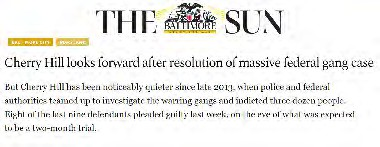 THE BALTIMORE SUN
Cherry Hill looks forward after resolution of massive federal gang case
But Cherry Hill has been noticeably quieter since late 2013, when police and federal
authorities teamed up to investigate the warring gangs and indicted three dozen people.
Eight of the last nine defendants pleaded guilty last week, on the eve of what was expected
to be a two-month trial.